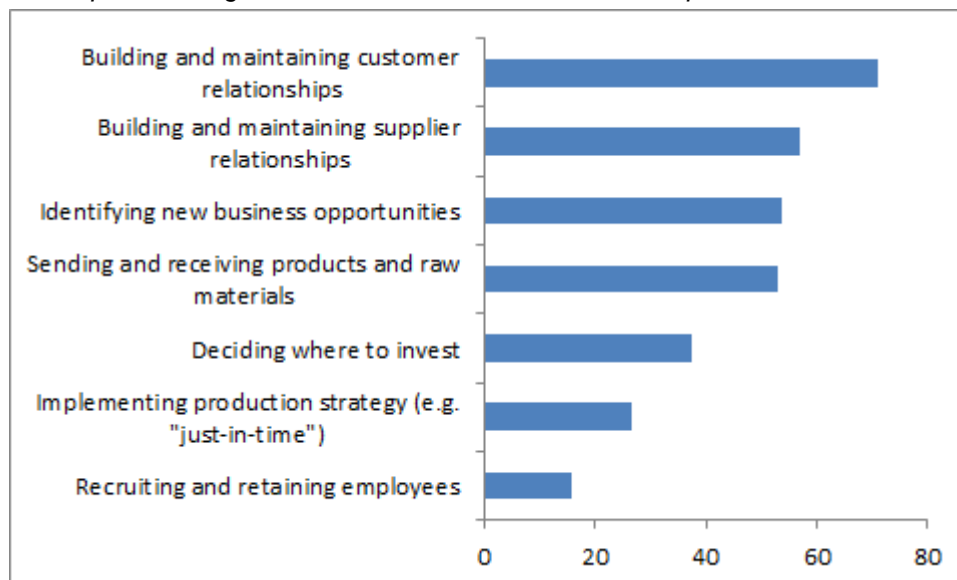 Building and maintaining customer
relationships
Building and maintaining supplier
relationships
Identifying new business opportunities
Sending and receiving products and raw
materials
Deciding where to invest
Implementing production strategy (e.g.
"just-in-time")
Recruiting and retaining employees
0 20 40 60 80